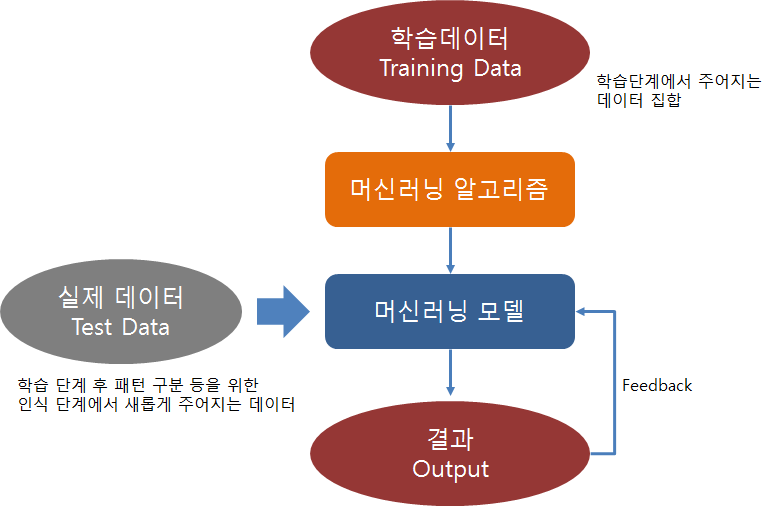 학습데이터
Training Data
학습단계에서 주어지는
데이터 집합
머신러닝 알고리즘
실제 데이터
Test Data
머신러닝 모델
학습 단계 후 패턴 구분 등을 위한
인식 단계에서 새롭게 주어지는 데이터
Feedback
결과
Output